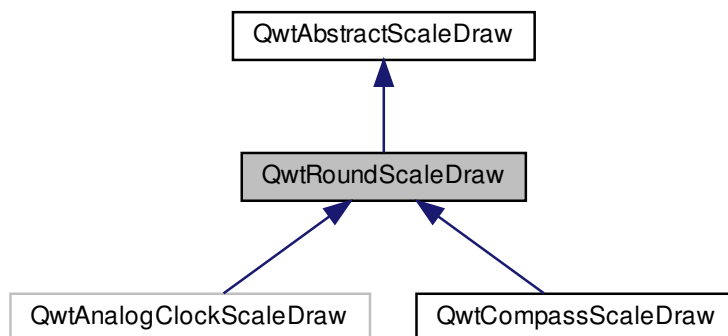 QwtAbstractScaleDraw
QwtRoundScaleDraw
QwtAnalogClockScaleDraw
QwtCompassScaleDraw